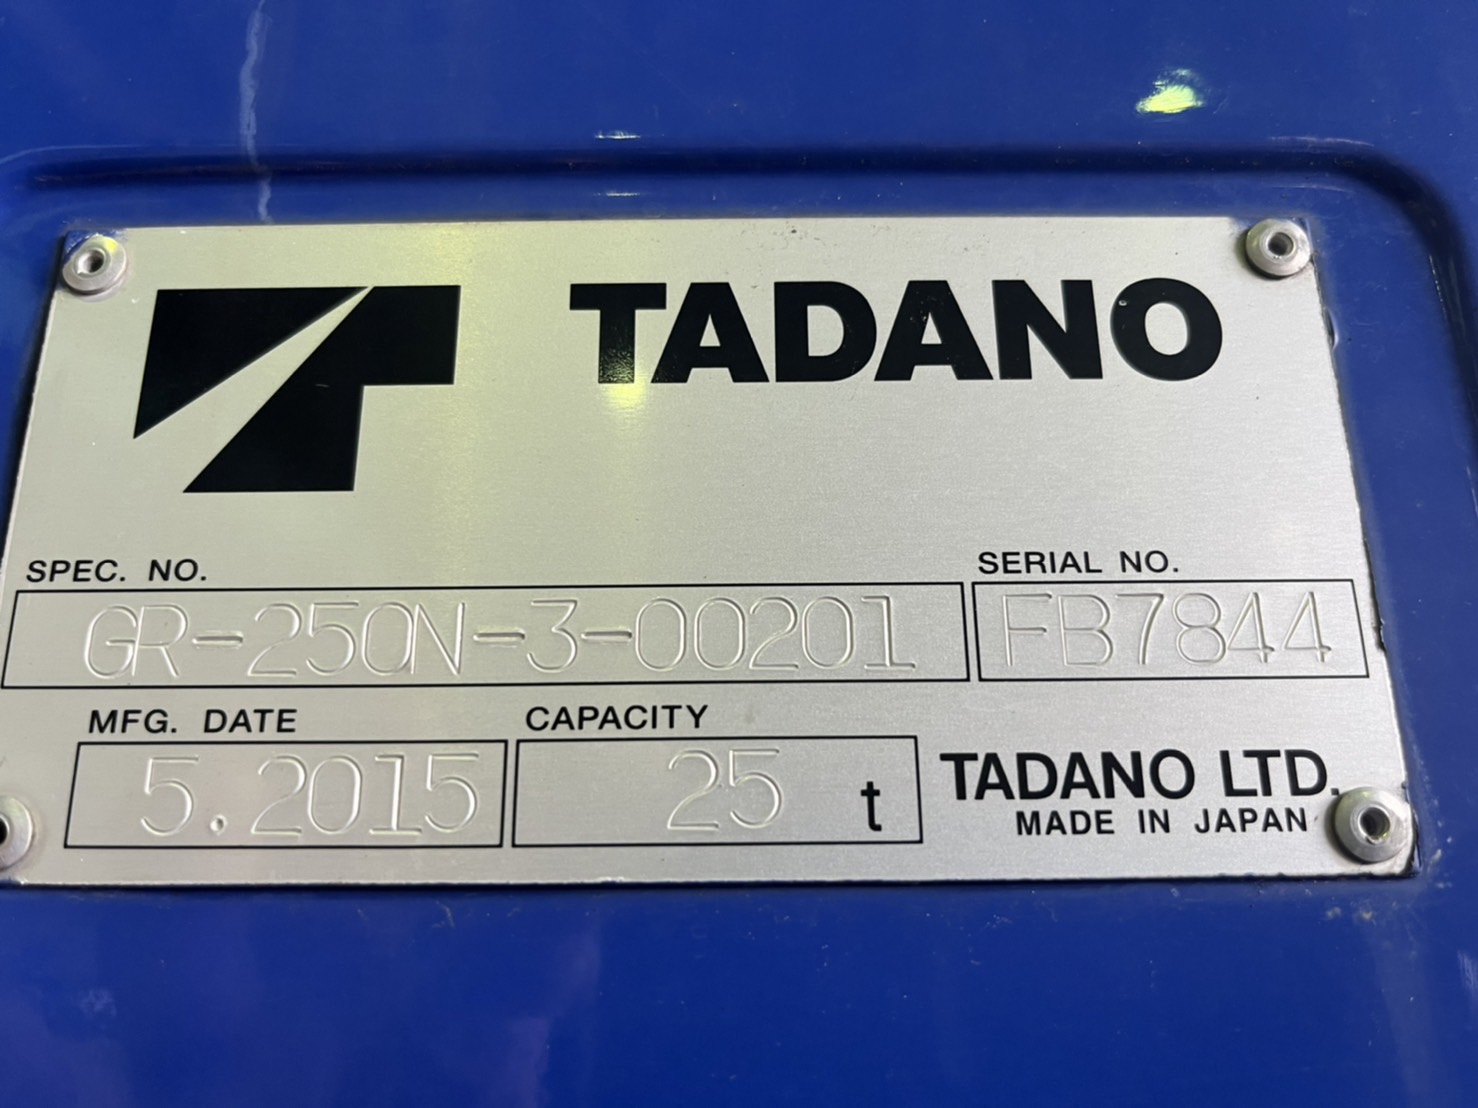 TADANO
SPEC. NO.
SERIAL NO.
GR-250N-3-00201
FB7844
MFG. DATE
CAPACITY
5.2015
25 t
TADANO LTD.
MADE IN JAPAN